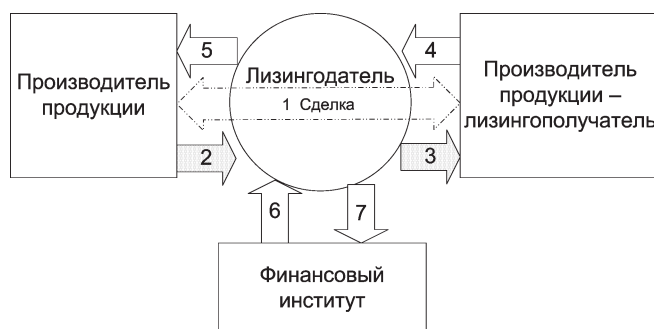 5
4
Производитель
продукции
Лизингодатель
1 Сделка
Производитель
продукции –
лизингополучатель
2
3
6
7
Финансовый
институт